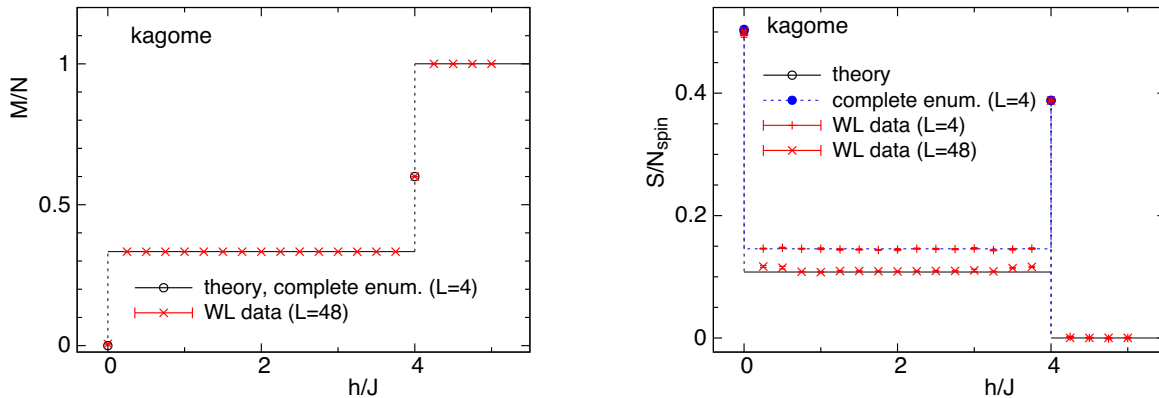 kagome
M/N
1
0.5
0
theory, complete enum. (L=4)
WL data (L=48)
0
2
4
h/J
kagome
S/N_spin
0.4
0.2
0
theory
complete enum. (L=4)
WL data (L=4)
WL data (L=48)
0
2
4
h/J